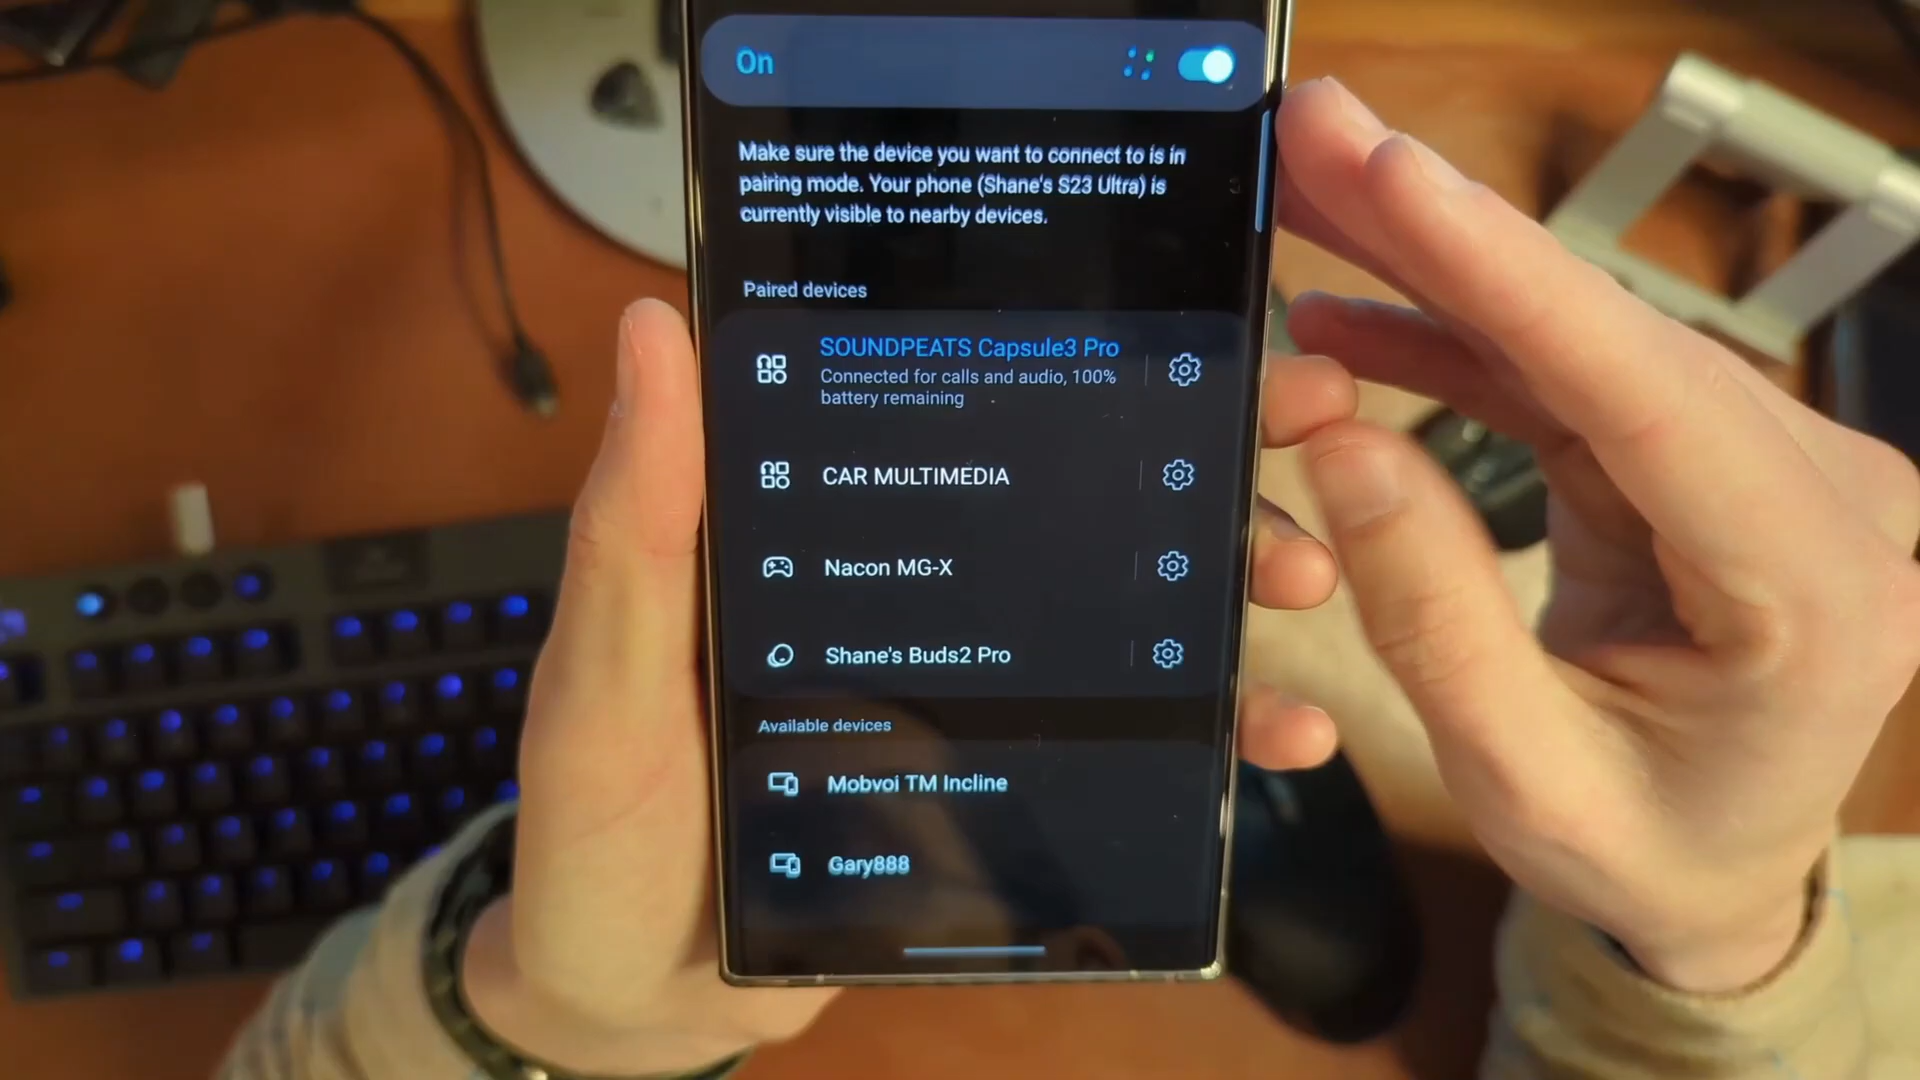 On
Make sure the device you want to connect to is in
pairing mode. Your phone (Shane's S23 Ultra) is
currently visible to nearby devices.
Paired devices
SOUNDPEATS Capsule3 Pro
Connected for calls and audio, 100%
battery remaining
CAR MULTIMEDIA
Nacon MG-X
Shane's Buds2 Pro
Available devices
Mobvoi TM Incline
Gary888